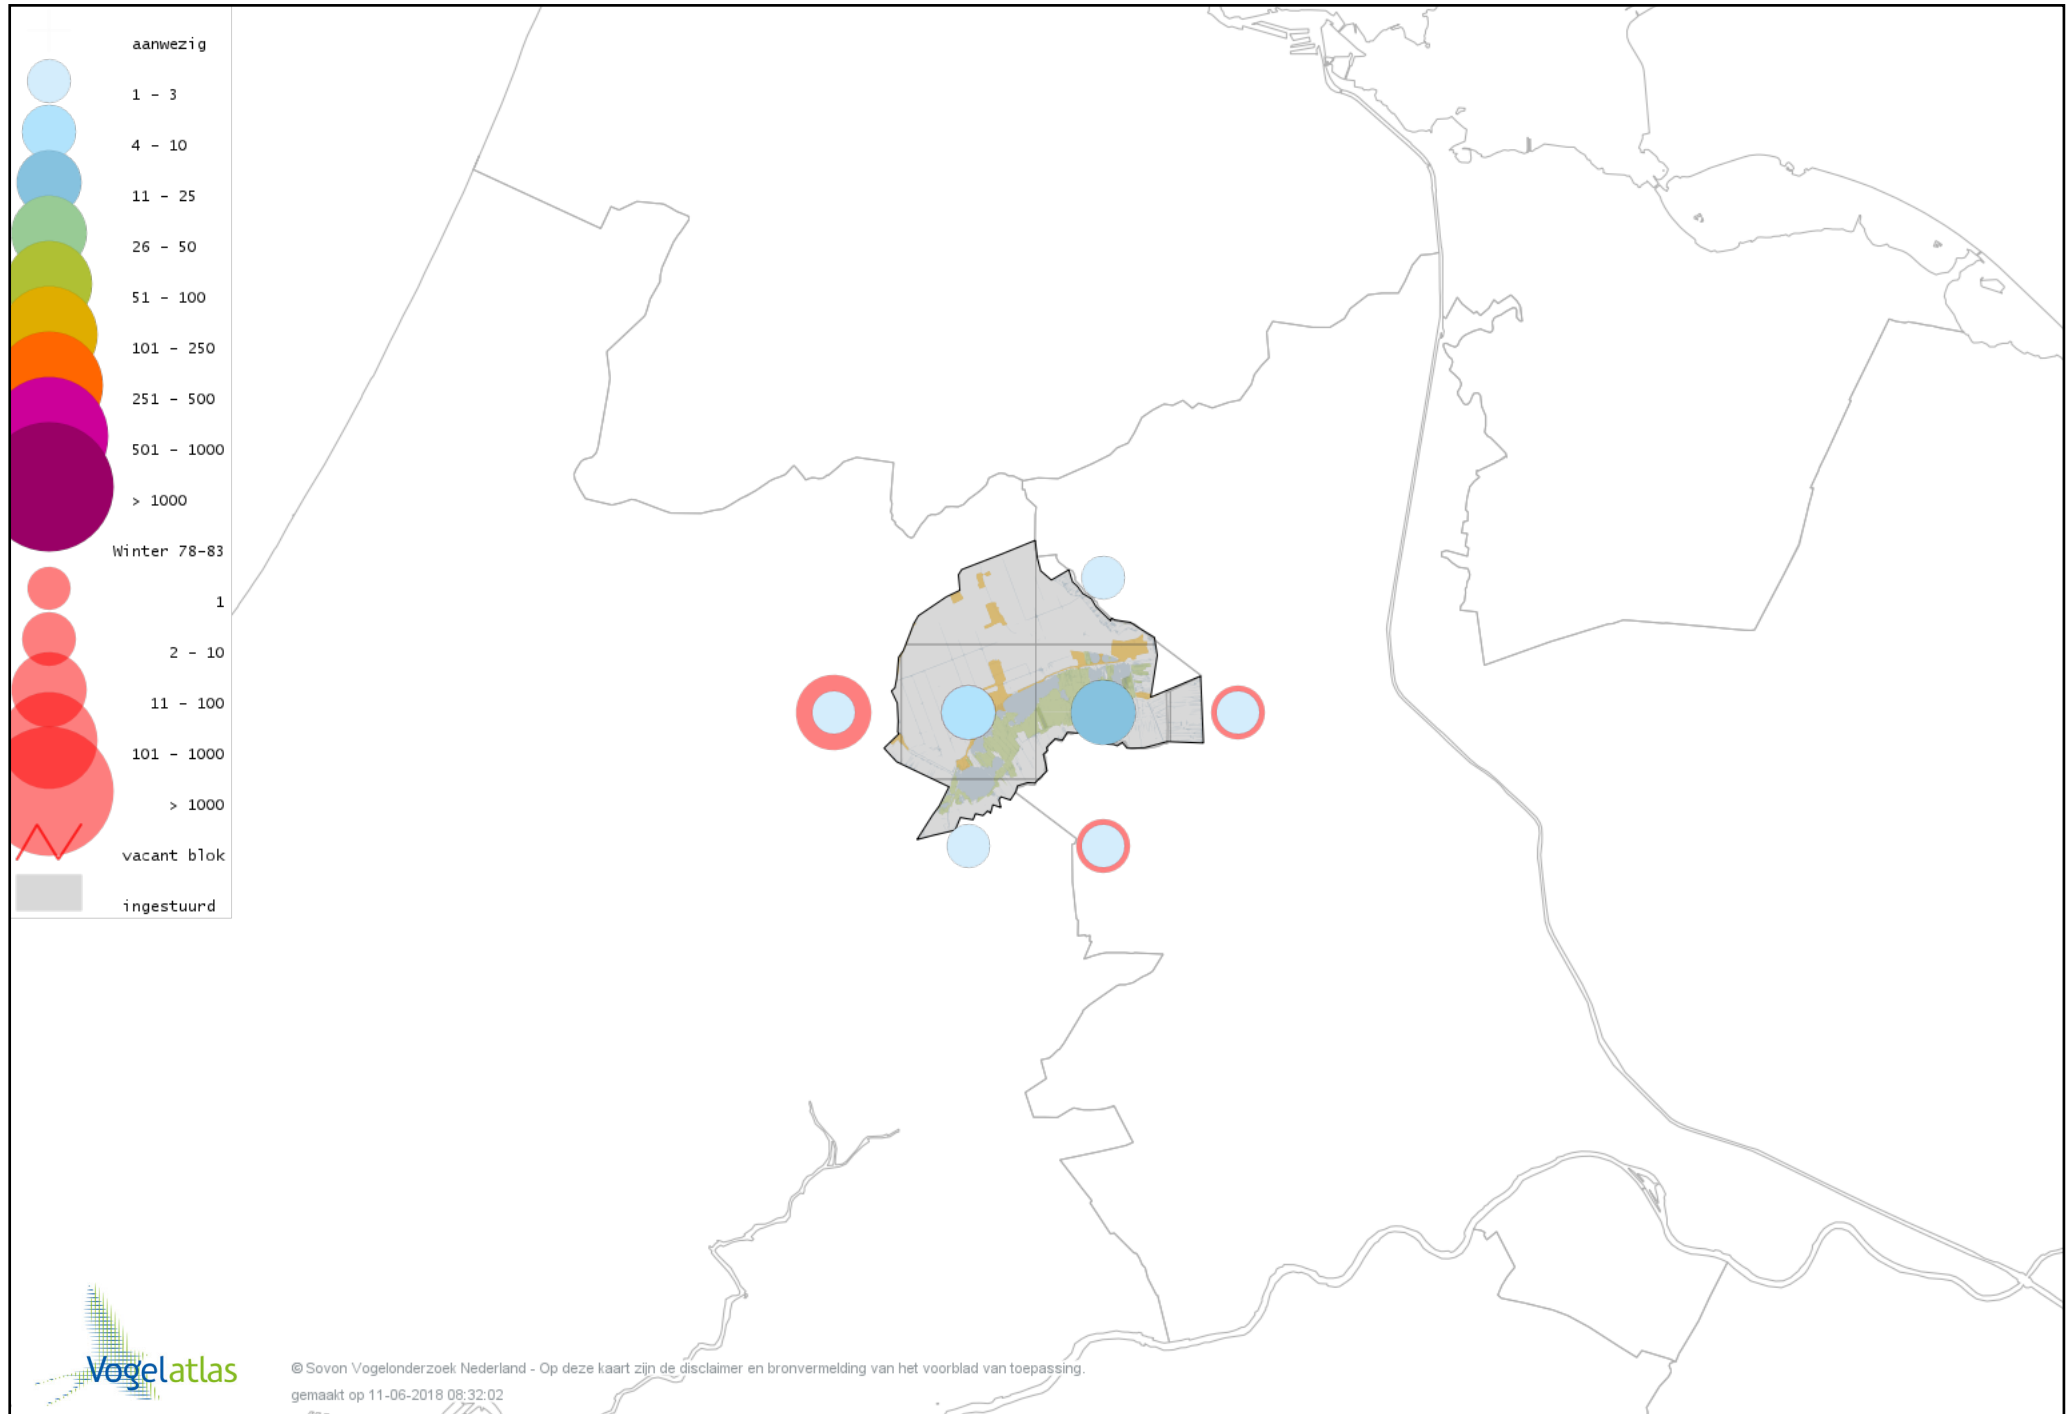 aanwezig
1 - 3
4 - 10
11 - 25
26 - 50
51 - 100
101 - 250
251 - 500
501 - 1000
> 1000
Winter 78-83
1
2 - 10
11 - 100
101 - 1000
> 1000
vacant blok
ingestuurd
Vogelatlas
© Sovon Vogelonderzoek Nederland - Op deze kaart zijn de disclaimer en bronvermelding van het voorblad van toepassing.
gemaakt op 11-06-2018 08:32:02